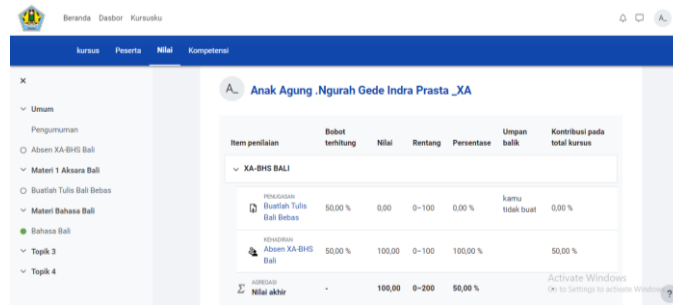 Beranda Dasbor Kursusku
A_
kursus Peserta Nilai Kompetensi
Umum
Pengumuman
Absen XA-BHS Bali
Materi 1 Aksara Bali
Buatlah Tulis Bali Bebas
Materi Bahasa Bali
Bahasa Bali
Topik 3
Topik 4
A_ Anak Agung .Ngurah Gede Indra Prasta _XA
Item penilaian Bobot terhitung Nilai Rentang Persentase Umpan balik Kontribusi pada total kursus
XA-BHS BALI
PENUGASAN
Buatlah Tulis Bali Bebas 50,00 % 0,00 0–100 0,00 % kamu tidak buat 0,00 %
KEHADIRAN
Absen XA-BHS Bali 50,00 % 100,00 0–100 100,00 % 50,00 %
AGREGASI
Σ Nilai akhir - 100,00 0–200 50,00 %
Activate Windows
Go to Settings to activate Windows
?